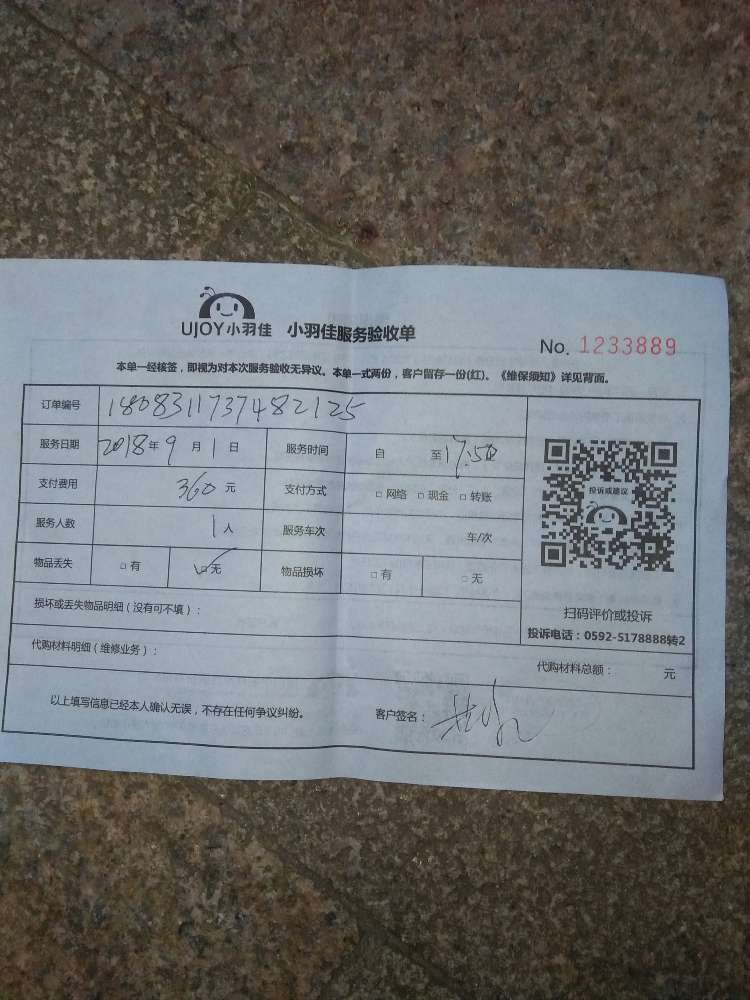 UJOY小羽佳 小羽佳服务验收单
No. 1233889
本单一经核签，即视为对本次服务验收无异议。本单一式两份，客户留存一份(红)。《维保须知》详见背面。
订单编号 1808311737482125
服务日期 2018年9月1日 服务时间 自 至17.50
支付费用 360元 支付方式 □ 网络 □ 现金 □ 转账
服务人数 1人 服务车次 车/次
物品丢失 □ 有 □ 无 物品损坏 □ 有 □ 无
投诉或建议
扫码评价或投诉
投诉电话：0592-5178888转2
损坏或丢失物品明细（没有可不填）：
代购材料明细（维修业务）： 代购材料总额： 元
以上填写信息已经本人确认无误，不存在任何争议纠纷。 客户签名：